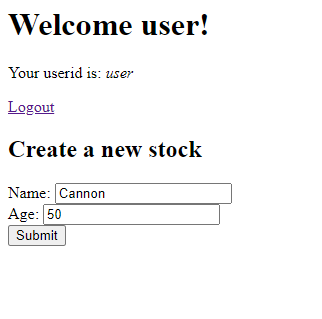 Welcome user!
Your userid is: user
Logout
Create a new stock
Name: Cannon
Age: 50
Submit